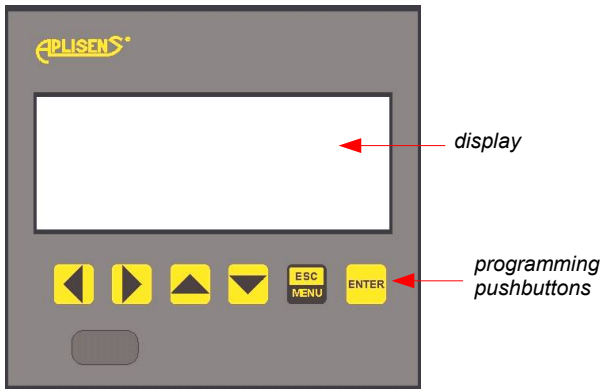 APLISENS®
display
programming
pushbuttons
ESC
MENU
ENTER